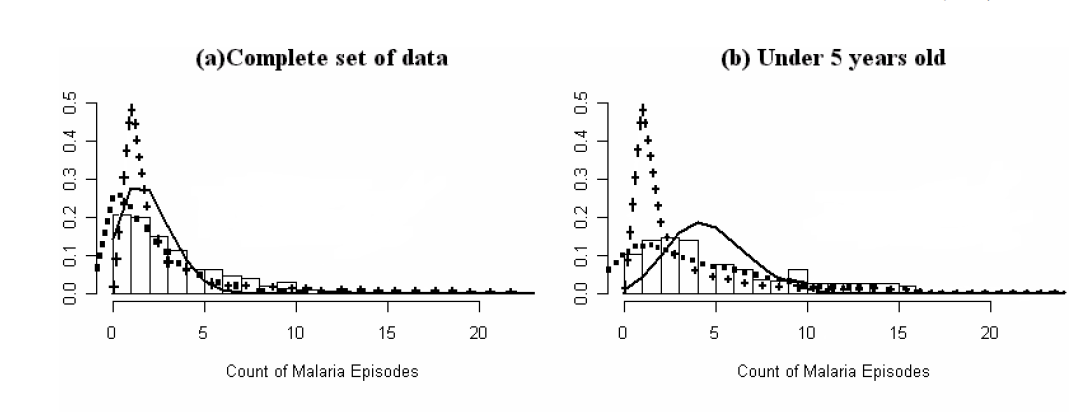 (a)Complete set of data
0.5
0.4
0.3
0.2
0.1
0.0
0 5 10 15 20
Count of Malaria Episodes
(b) Under 5 years old
0.5
0.4
0.3
0.2
0.1
0.0
0 5 10 15 20
Count of Malaria Episodes